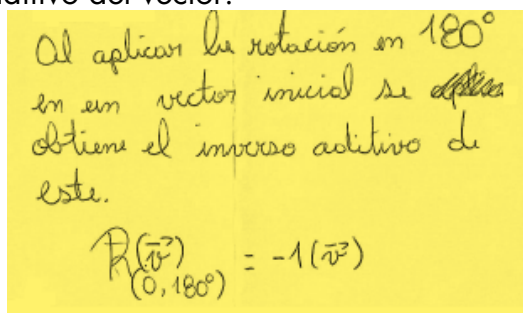 aditivo del vector.
Al aplicar la rotación en 180°
en un vector inicial se
obtiene el inverso aditivo de
este.
R(v⃗)(0,180°) = -1(v⃗)